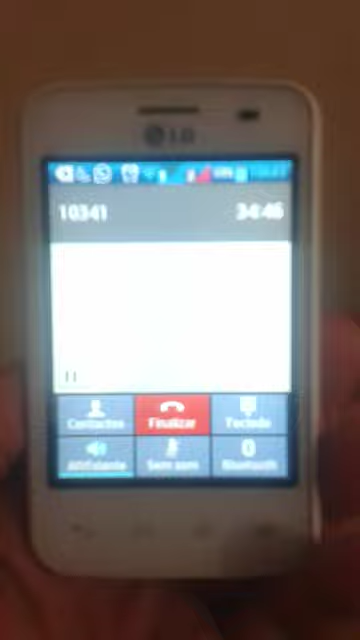 LG
10341 34:46
Contactos Finalizar Teclado
Altifalante Sem som Bluetooth